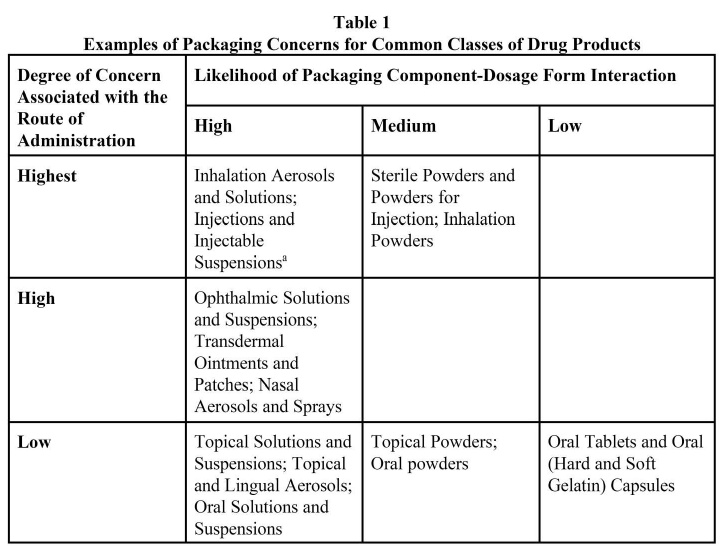 Table 1
Examples of Packaging Concerns for Common Classes of Drug Products
Degree of Concern
Associated with the
Route of
Administration
Likelihood of Packaging Component-Dosage Form Interaction
High
Medium
Low
Highest
Inhalation Aerosols
and Solutions;
Injections and
Injectable
Suspensionsᵃ
Sterile Powders and
Powders for
Injection; Inhalation
Powders
High
Ophthalmic Solutions
and Suspensions;
Transdermal
Ointments and
Patches; Nasal
Aerosols and Sprays
Low
Topical Solutions and
Suspensions; Topical
and Lingual Aerosols;
Oral Solutions and
Suspensions
Topical Powders;
Oral powders
Oral Tablets and Oral
(Hard and Soft
Gelatin) Capsules